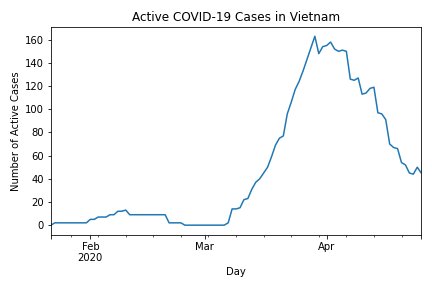 Active COVID-19 Cases in Vietnam
Number of Active Cases
160
140
120
100
80
60
40
20
0
Feb
2020
Mar
Apr
Day